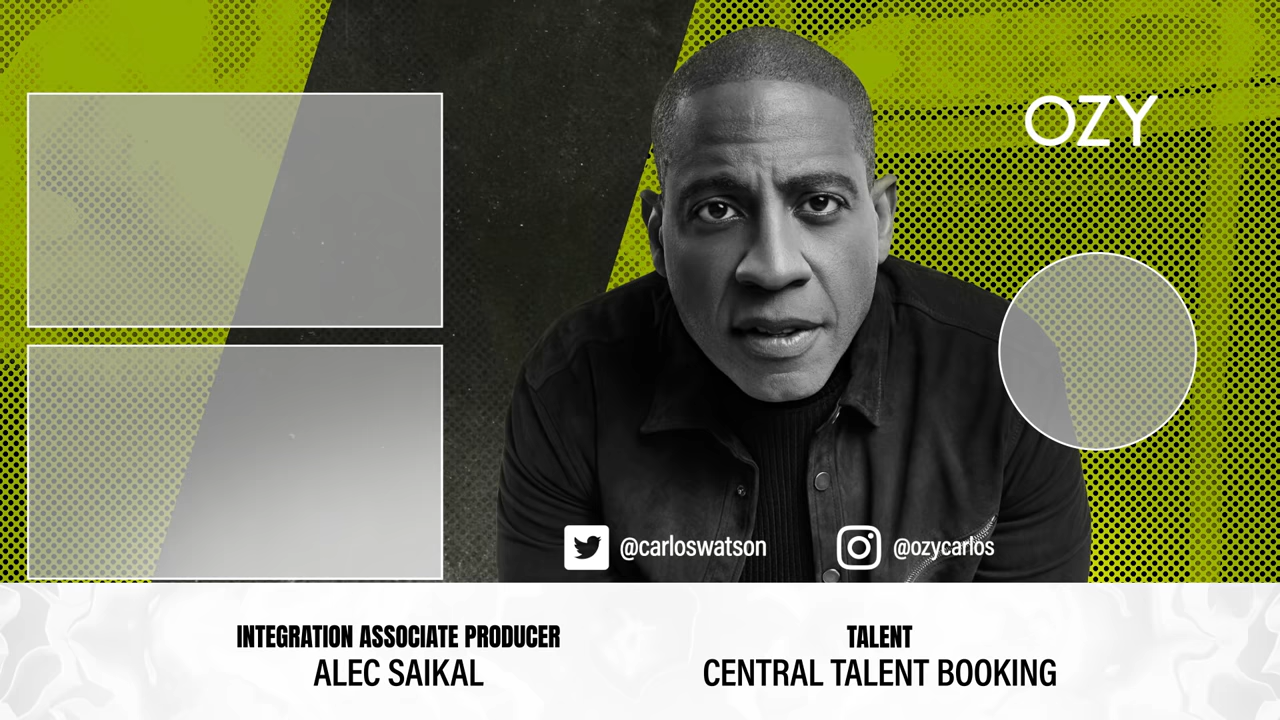 OZY
@carloswatson
@ozycarlos
INTEGRATION ASSOCIATE PRODUCER
ALEC SAIKAL
TALENT
CENTRAL TALENT BOOKING